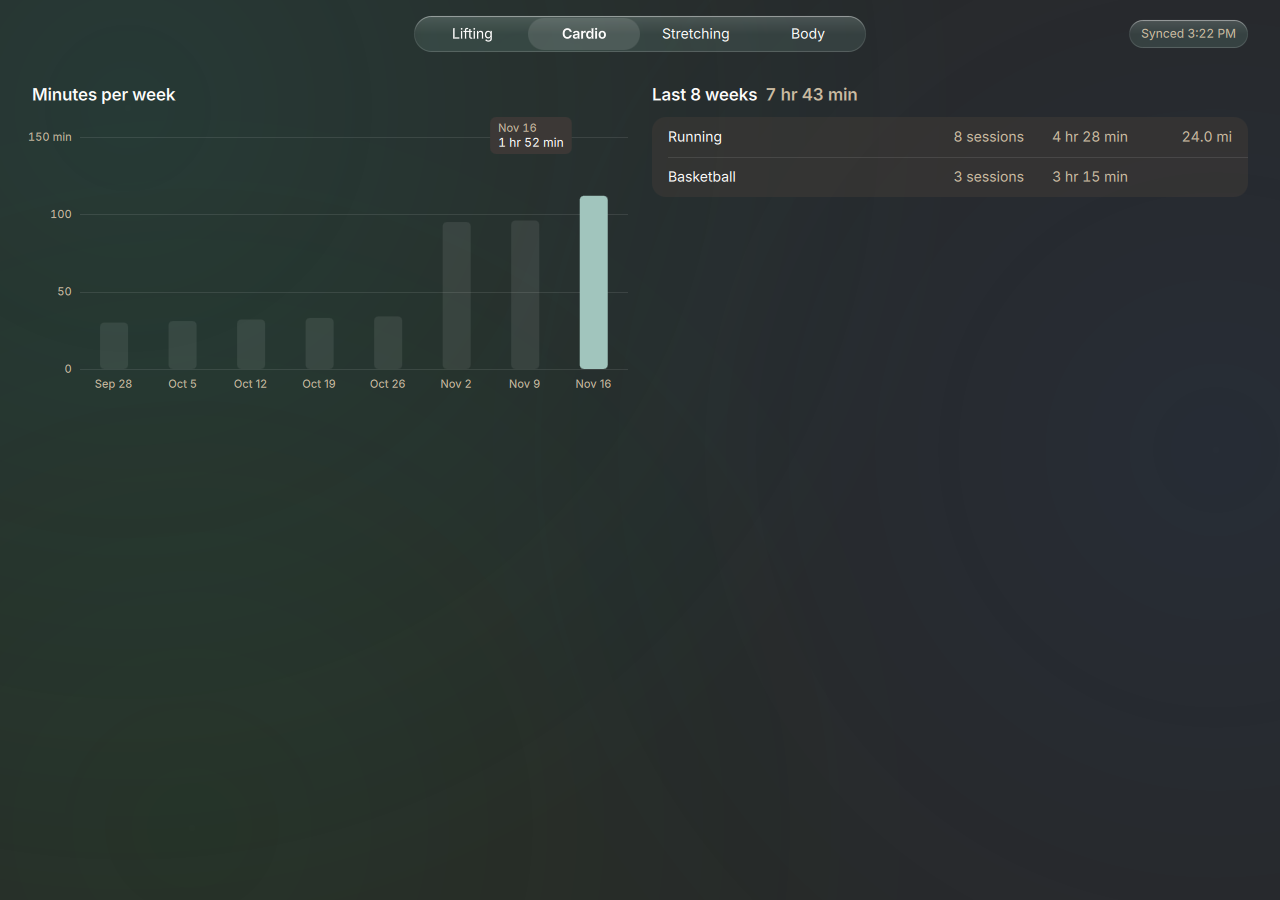 Lifting Cardio Stretching Body
Synced 3:22 PM
Minutes per week
Nov 16
1 hr 52 min
150 min
100
50
0
Sep 28 Oct 5 Oct 12 Oct 19 Oct 26 Nov 2 Nov 9 Nov 16
Last 8 weeks 7 hr 43 min
Running 8 sessions 4 hr 28 min 24.0 mi
Basketball 3 sessions 3 hr 15 min